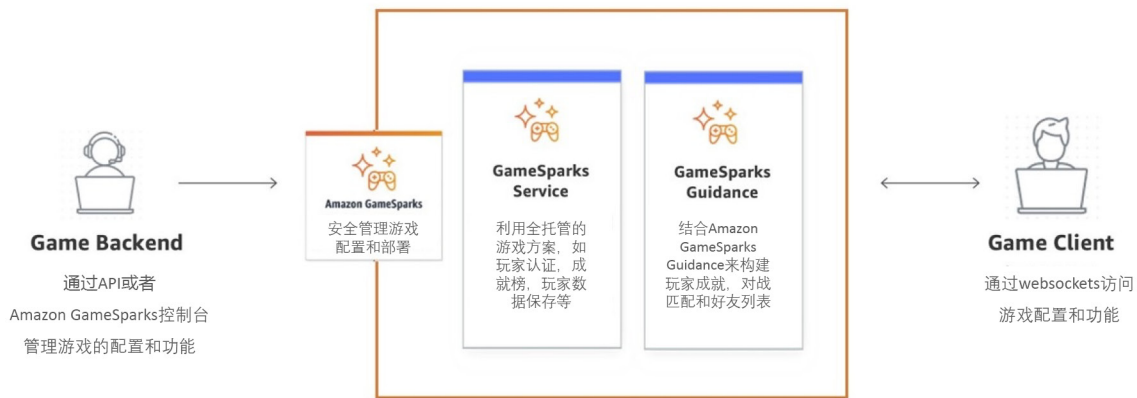 Game Backend
通过API或者
Amazon GameSparks控制台
管理游戏的配置和功能
Amazon GameSparks
安全管理游戏
配置和部署
GameSparks
Service
利用全托管的
游戏方案，如
玩家认证，成
就榜，玩家数
据保存等
GameSparks
Guidance
结合Amazon
GameSparks
Guidance来构建
玩家成就，对战
匹配和好友列表
Game Client
通过websockets访问
游戏配置和功能